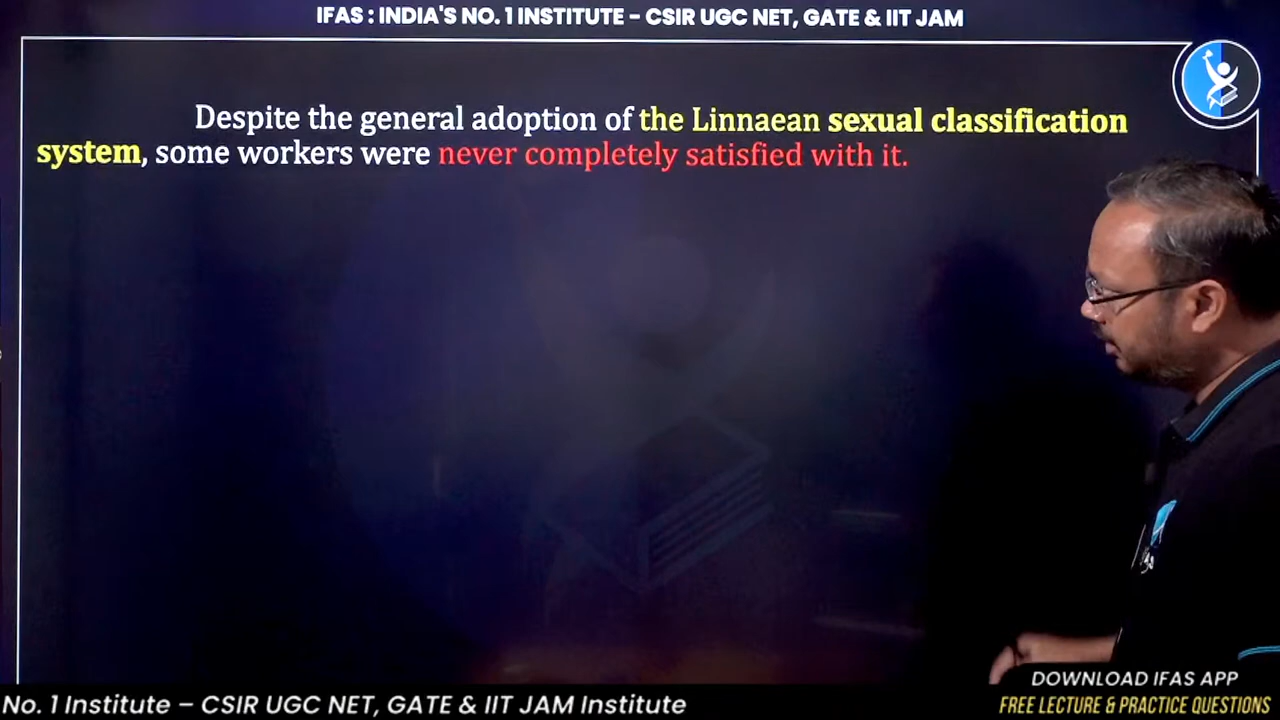 IFAS : INDIA'S NO. 1 INSTITUTE – CSIR UGC NET, GATE & IIT JAM
Despite the general adoption of the Linnaean sexual classification
system, some workers were never completely satisfied with it.
DOWNLOAD IFAS APP
No. 1 Institute – CSIR UGC NET, GATE & IIT JAM Institute
FREE LECTURE & PRACTICE QUESTIONS